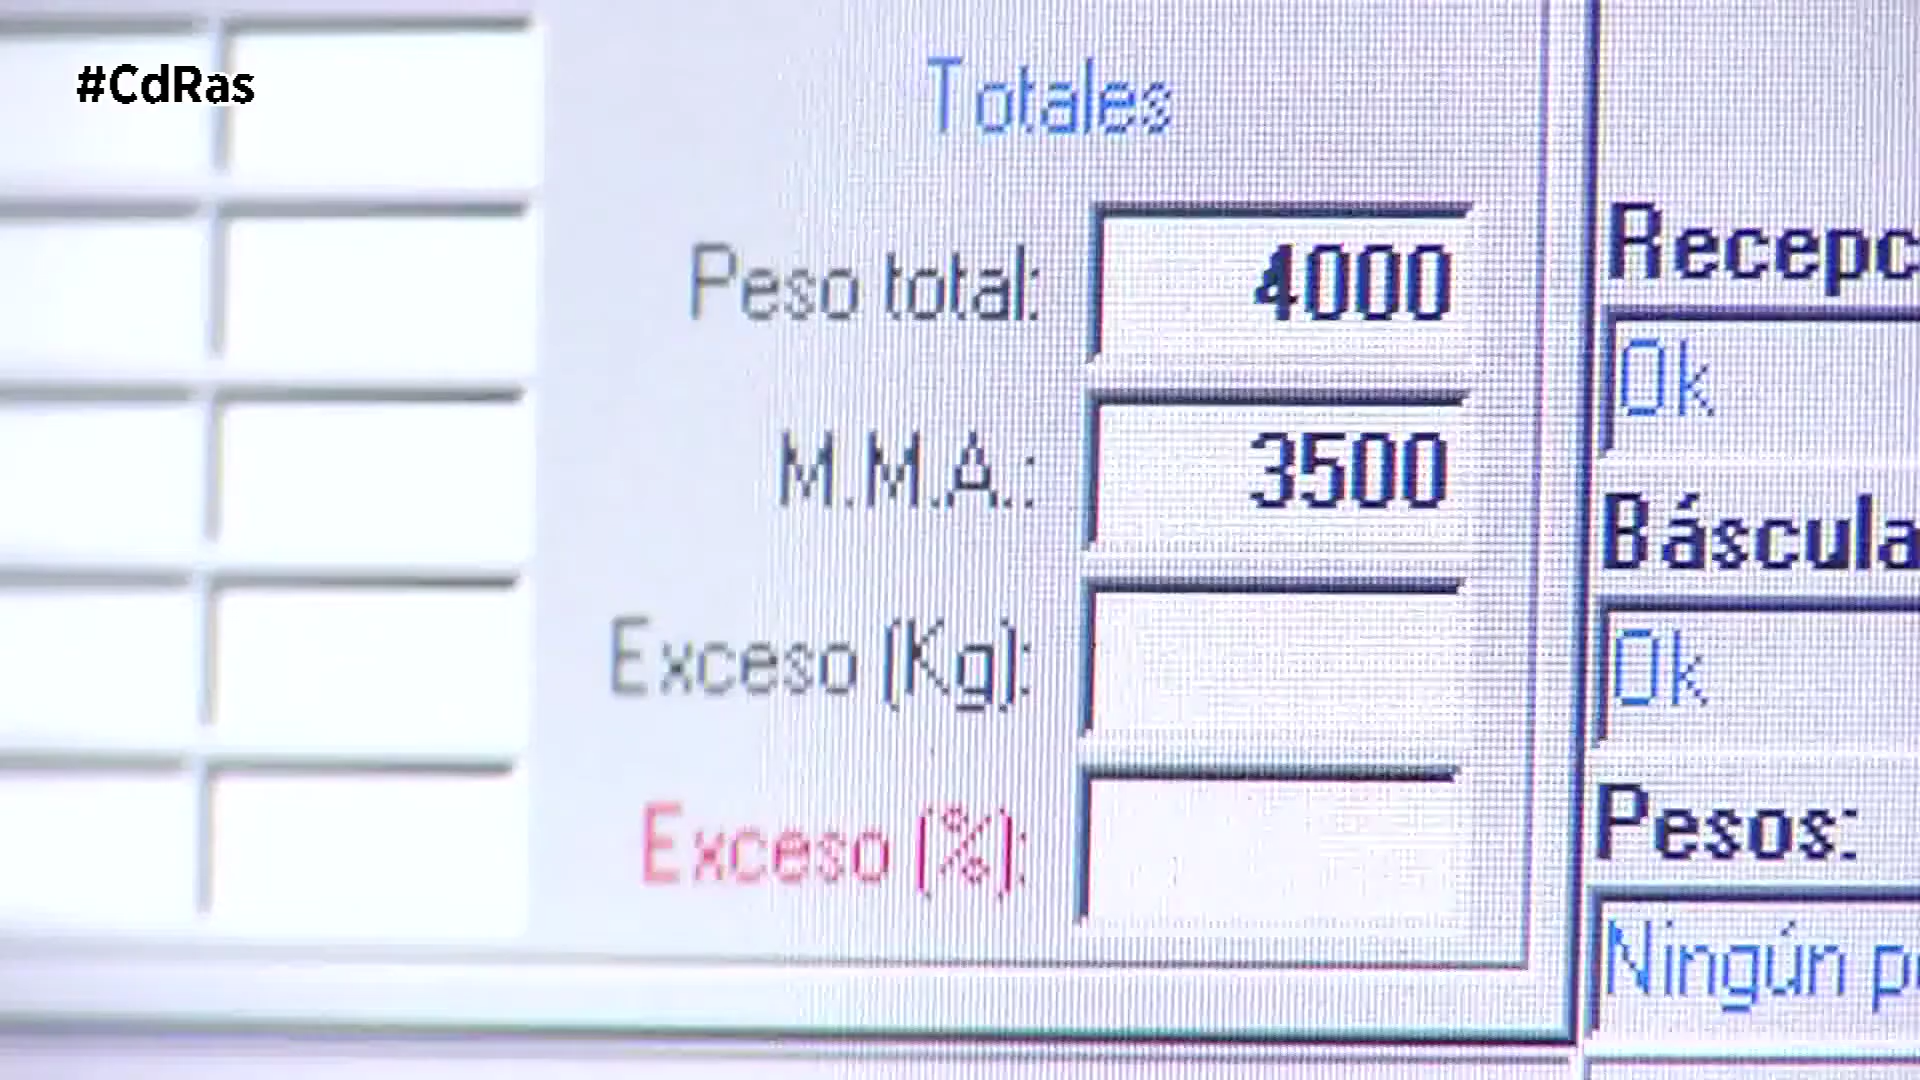 #CdRas
Totales
Peso total: 4000
M.M.A.: 3500
Exceso (Kg):
Exceso (%):
Recepc
Ok
Báscula
Ok
Pesos:
Ningún p